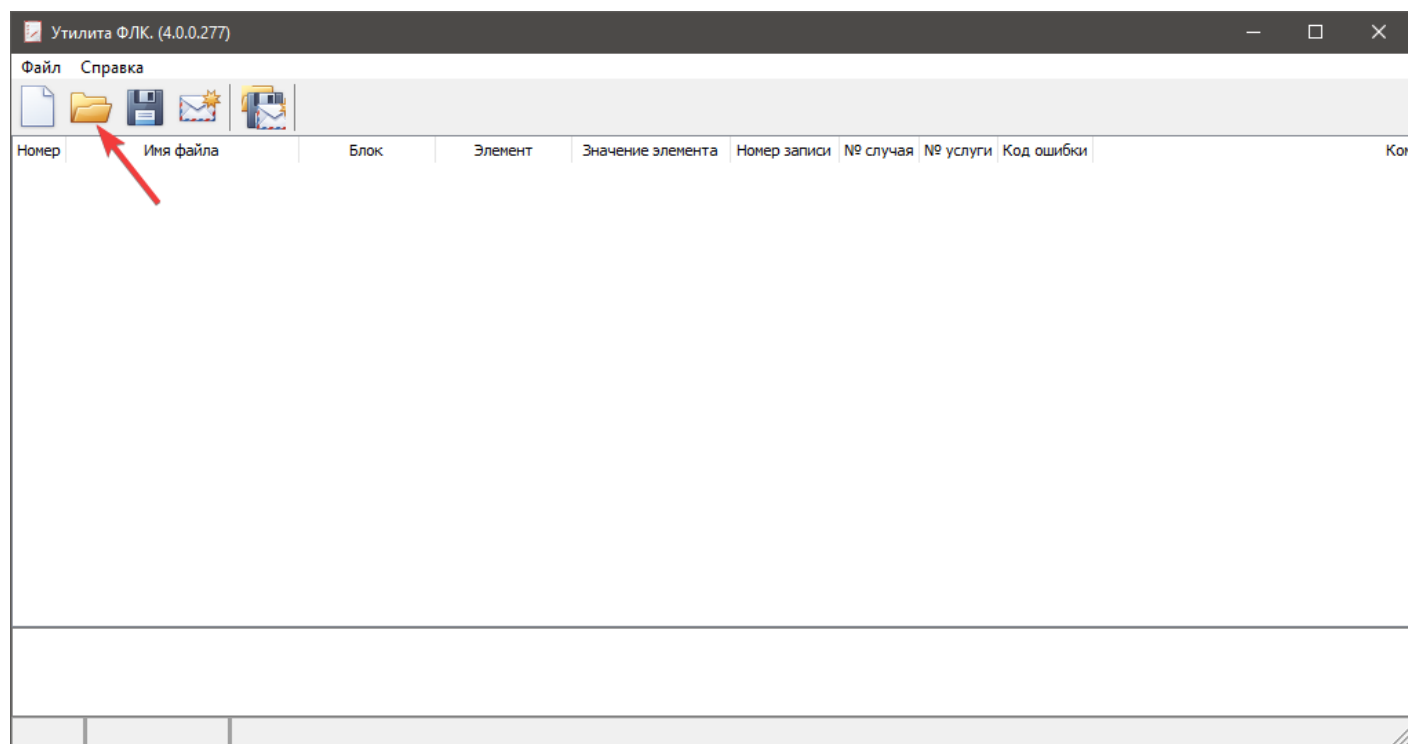 Утилита ФЛК. (4.0.0.277)
Файл Справка
Номер Имя файла Блок Элемент Значение элемента Номер записи № случая № услуги Код ошибки Ком